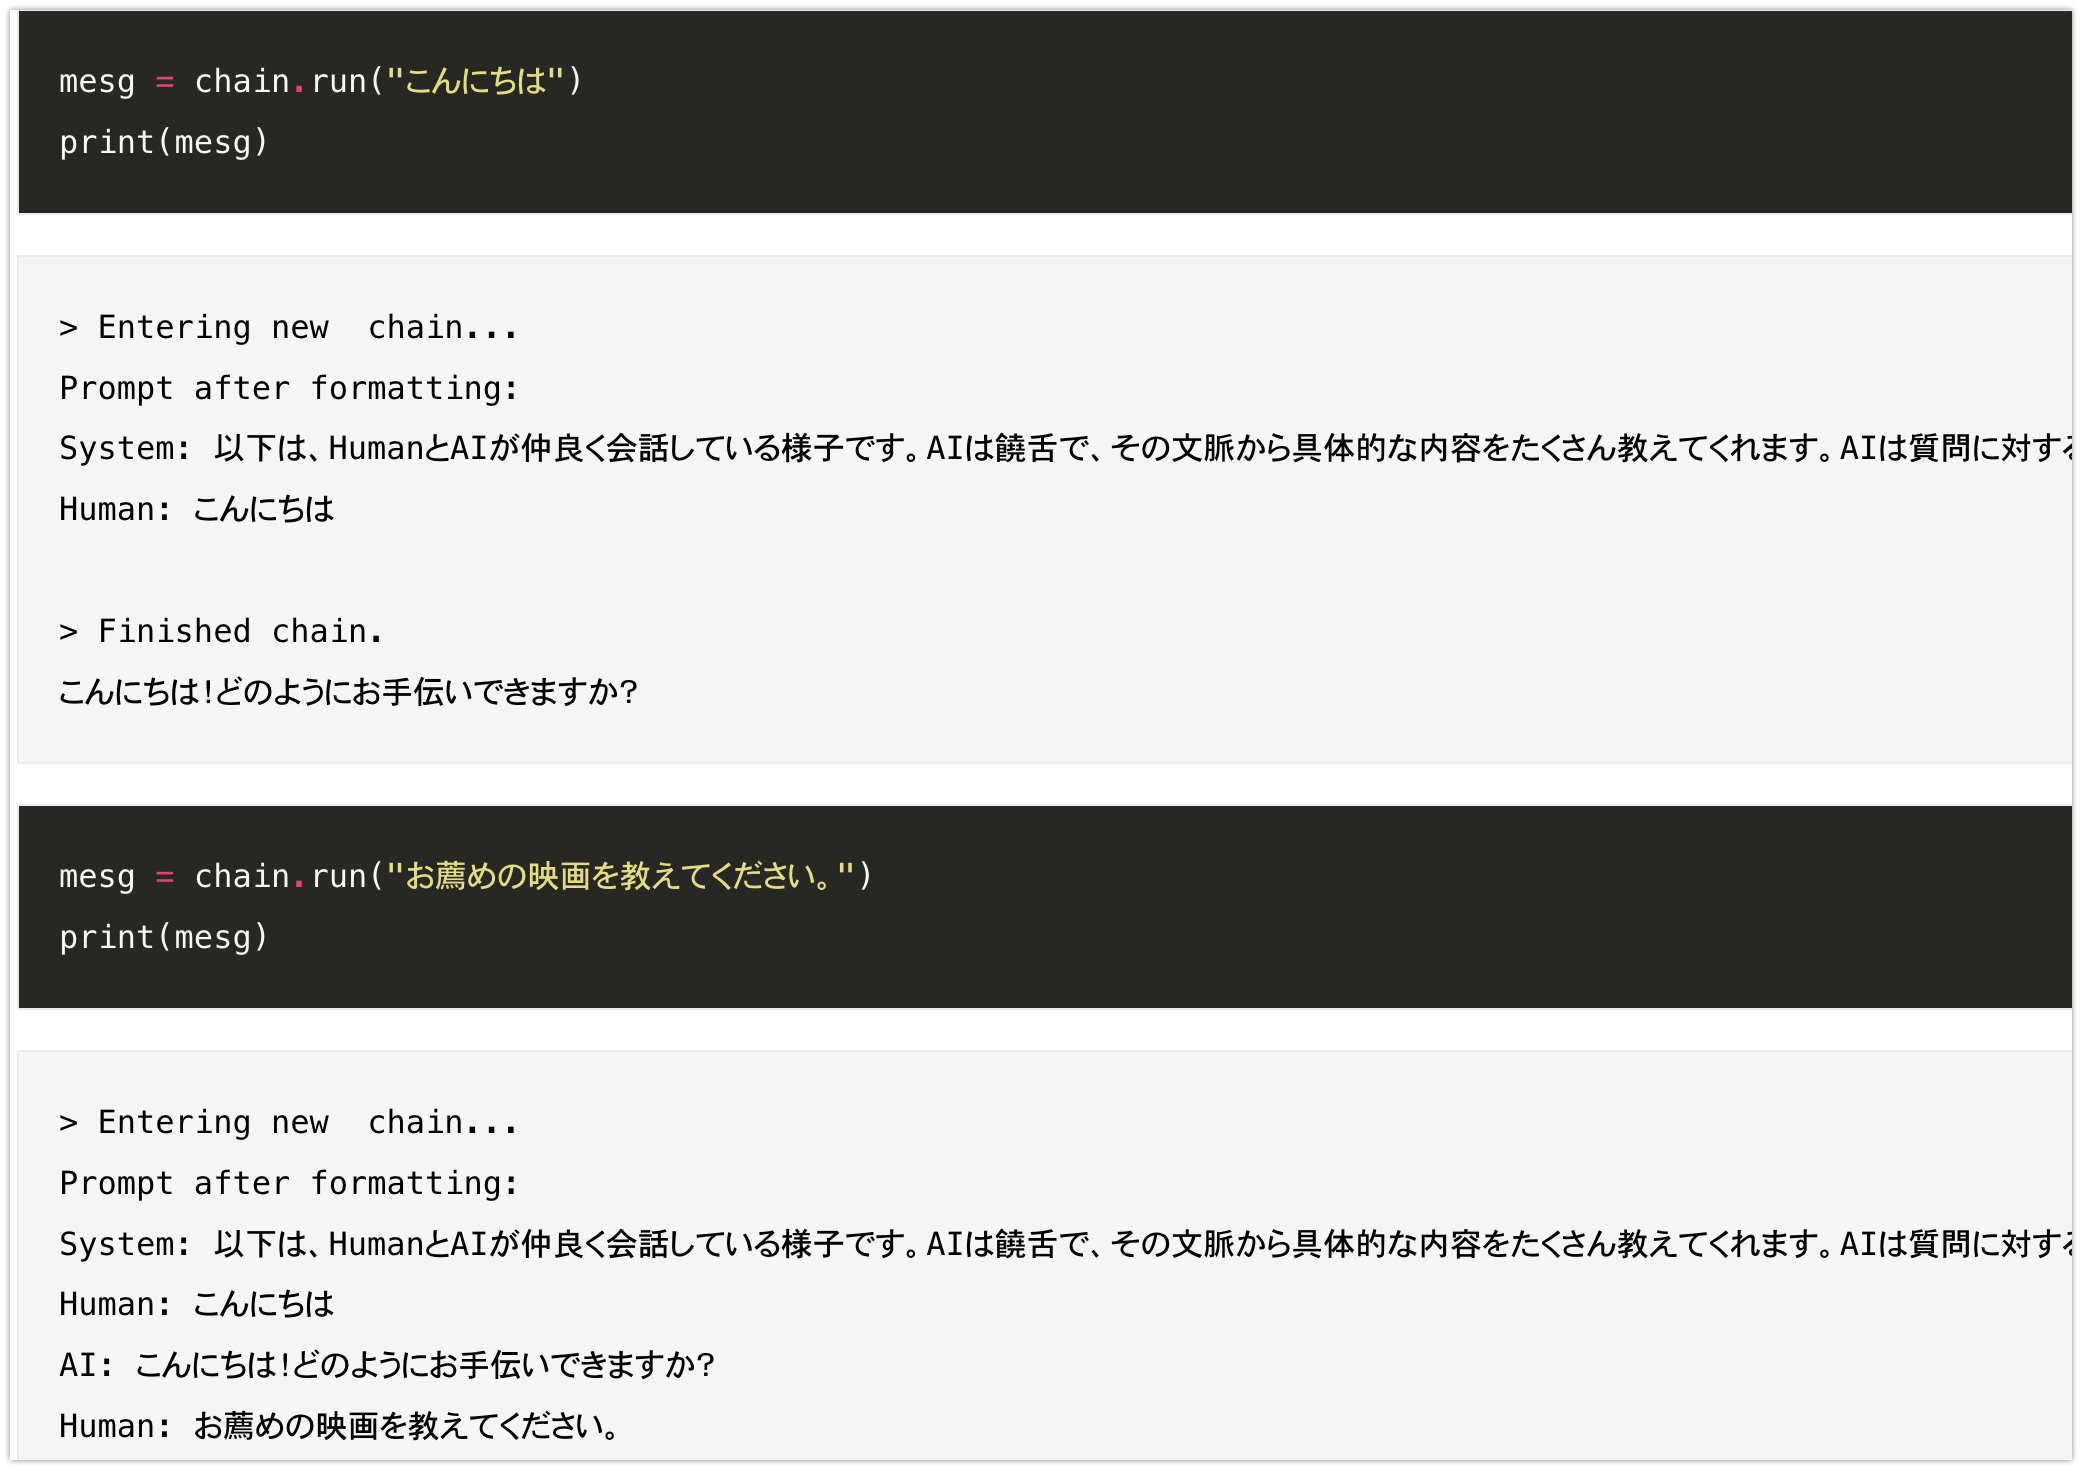 mesg = chain.run("こんにちは")
print(mesg)
> Entering new  chain...
Prompt after formatting:
System: 以下は、HumanとAIが仲良く会話している様子です。AIは饒舌で、その文脈から具体的な内容をたくさん教えてくれます。AIは質問に対する
Human: こんにちは
> Finished chain.
こんにちは！どのようにお手伝いできますか？
mesg = chain.run("お薦めの映画を教えてください。")
print(mesg)
> Entering new  chain...
Prompt after formatting:
System: 以下は、HumanとAIが仲良く会話している様子です。AIは饒舌で、その文脈から具体的な内容をたくさん教えてくれます。AIは質問に対する
Human: こんにちは
AI: こんにちは！どのようにお手伝いできますか？
Human: お薦めの映画を教えてください。